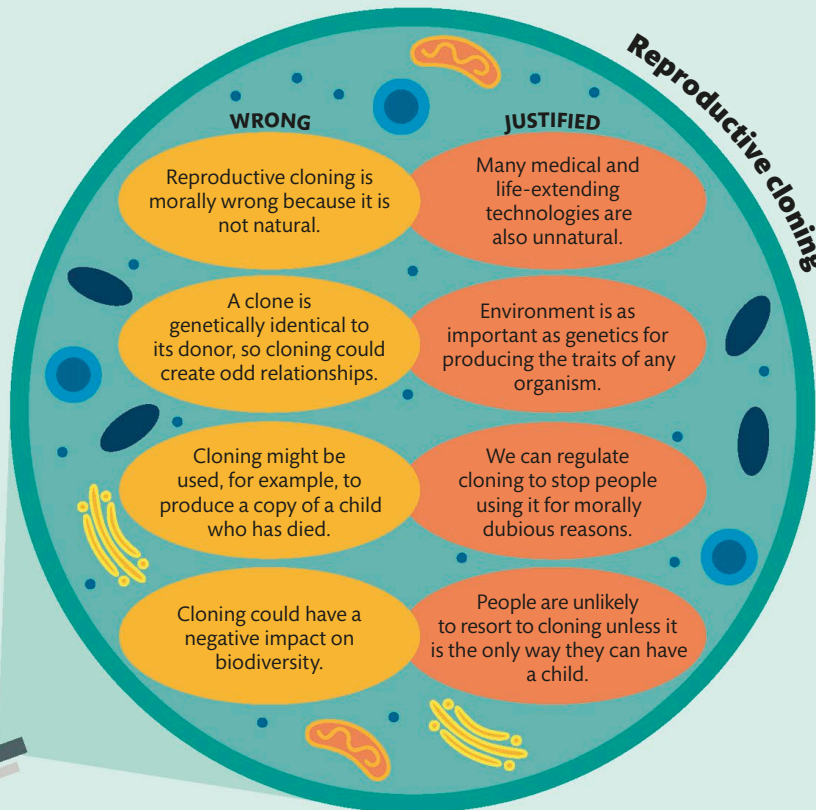 Reproductive cloning
WRONG
Reproductive cloning is
morally wrong because it is
not natural.
JUSTIFIED
Many medical and
life-extending
technologies are
also unnatural.
A clone is
genetically identical to
its donor, so cloning could
create odd relationships.
Environment is as
important as genetics for
producing the traits of any
organism.
Cloning might be
used, for example, to
produce a copy of a child
who has died.
We can regulate
cloning to stop people
using it for morally
dubious reasons.
Cloning could have a
negative impact on
biodiversity.
People are unlikely
to resort to cloning unless it
is the only way they can have
a child.